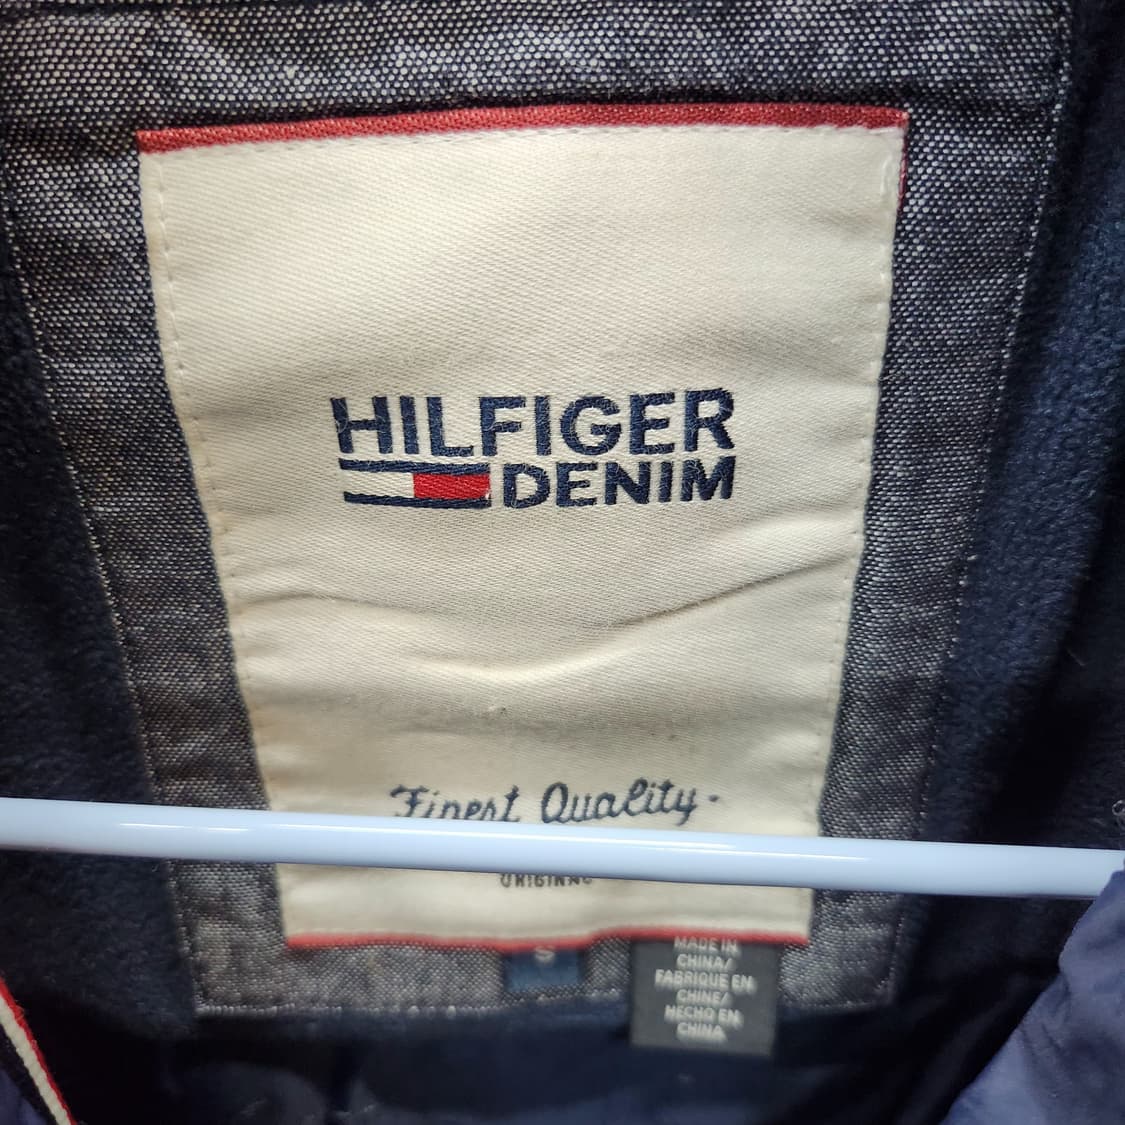 HILFIGER
DENIM
Finest Quality
S
MADE IN
CHINA/
FABRIQUE EN
CHINE/
HECHO EN
CHINA